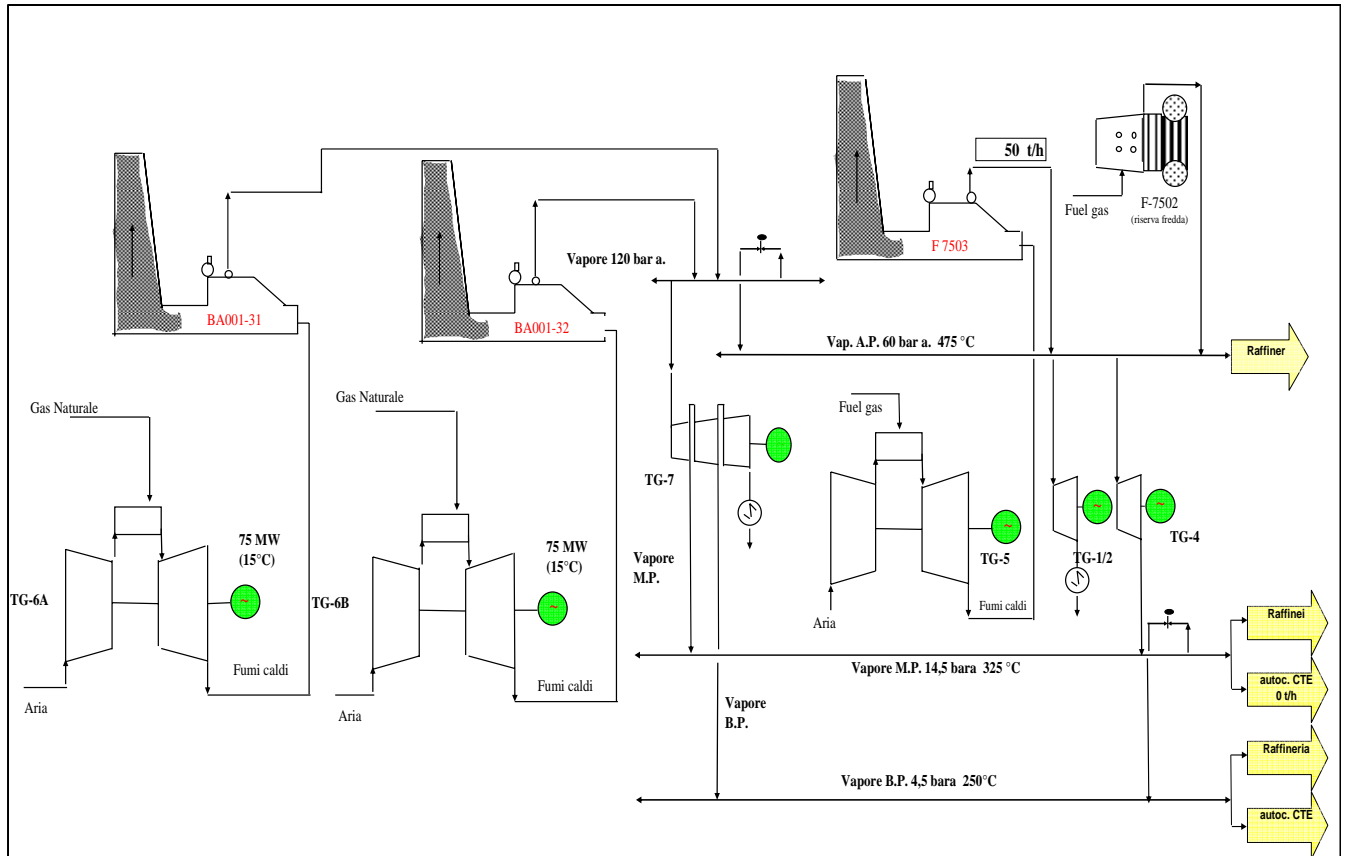 50 t/h
Fuel gas
F-7502
(riserva fredda)
F 7503
Vapore 120 bar a.
BA001-31
BA001-32
Vap. A.P. 60 bar a. 475 °C
Raffiner
Gas Naturale
Gas Naturale
Fuel gas
TG-7
75 MW
(15°C)
75 MW
(15°C)
TG-6A
TG-6B
~
~
~
~
~
~
TG-5
TG-1/2
TG-4
Vapore
M.P.
Fumi caldi
Aria
Raffinei
Vapore M.P. 14,5 bara 325 °C
autoc. CTE
0 t/h
Fumi caldi
Fumi caldi
Aria
Aria
Vapore
B.P.
Raffineria
Vapore B.P. 4,5 bara 250°C
autoc. CTE